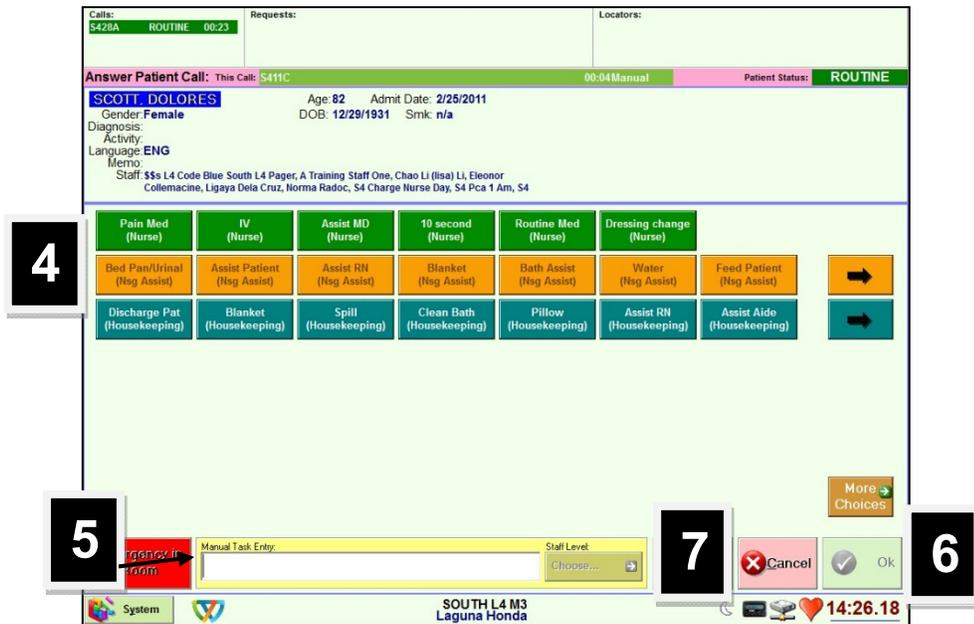 Calls: Requests: Locators:
S428A ROUTINE 00:23
Answer Patient Call: This Call: S411C 00:04Manual Patient Status: ROUTINE
SCOTT, DOLORES Age:82 Admit Date: 2/25/2011
Gender:Female DOB: 12/29/1931 Smk: n/a
Diagnosis:
Activity:
Language:ENG
Memo:
Staff:$$s L4 Code Blue South L4 Pager, A Training Staff One, Chao Li (lisa) Li, Eleonor
Collemacine, Ligaya Dela Cruz, Norma Radoc, S4 Charge Nurse Day, S4 Pca 1 Am, S4
4
Pain Med IV Assist MD 10 second Routine Med Dressing change
(Nurse) (Nurse) (Nurse) (Nurse) (Nurse) (Nurse)
Bed Pan/Urinal Assist Patient Assist RN Blanket Bath Assist Water Feed Patient
(Nsg Assist) (Nsg Assist) (Nsg Assist) (Nsg Assist) (Nsg Assist) (Nsg Assist) (Nsg Assist)
Discharge Pat Blanket Spill Clean Bath Pillow Assist RN Assist Aide
(Housekeeping) (Housekeeping) (Housekeeping) (Housekeeping) (Housekeeping) (Housekeeping) (Housekeeping)
More
Choices
5
Manual Task Entry: Staff Level:
Choose...
7
Cancel
Ok
6
System
SOUTH L4 M3
Laguna Honda
14:26.18